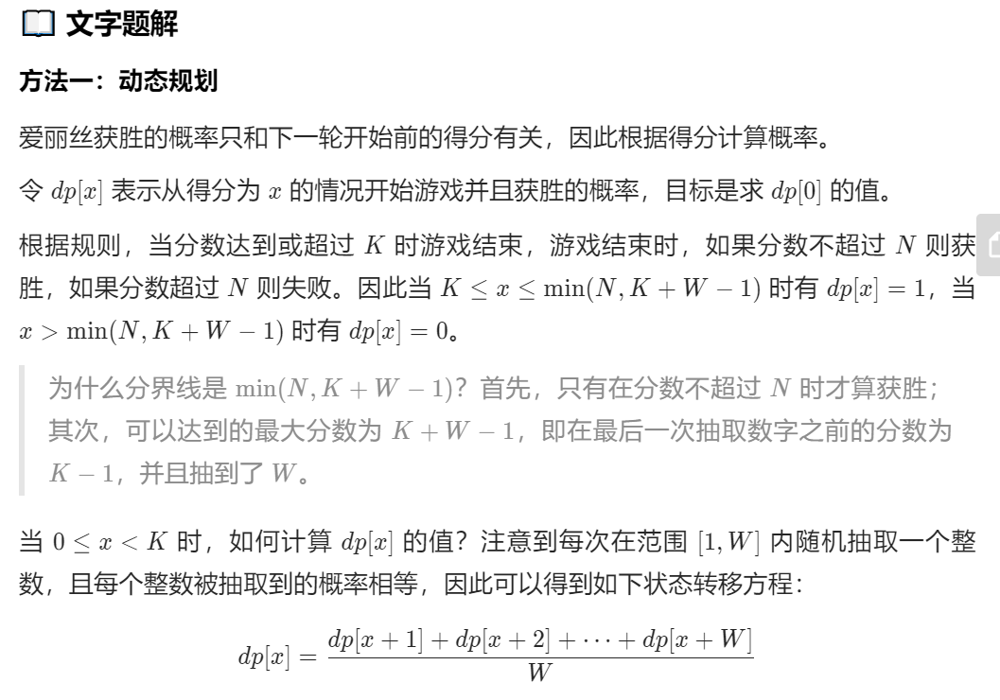 📖 文字题解
方法一：动态规划
爱丽丝获胜的概率只和下一轮开始前的得分有关，因此根据得分计算概率。
令 dp[x] 表示从得分为 x 的情况开始游戏并且获胜的概率，目标是求 dp[0] 的值。
根据规则，当分数达到或超过 K 时游戏结束，游戏结束时，如果分数不超过 N 则获
胜，如果分数超过 N 则失败。因此当 K ≤ x ≤ min(N, K + W − 1) 时有 dp[x] = 1，当
x > min(N, K + W − 1) 时有 dp[x] = 0。
为什么分界线是 min(N, K + W − 1)？首先，只有在分数不超过 N 时才算获胜；
其次，可以达到的最大分数为 K + W − 1，即在最后一次抽取数字之前的分数为
K − 1，并且抽到了 W。
当 0 ≤ x < K 时，如何计算 dp[x] 的值？注意到每次在范围 [1, W] 内随机抽取一个整
数，且每个整数被抽取到的概率相等，因此可以得到如下状态转移方程：
dp[x] = \frac{dp[x + 1] + dp[x + 2] + ⋯ + dp[x + W]}{W}